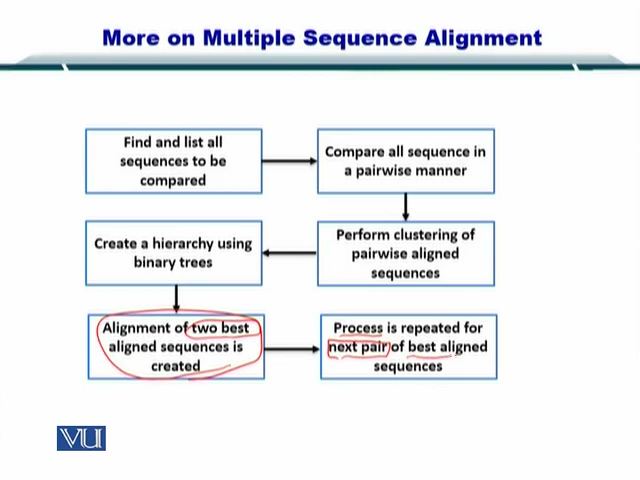 More on Multiple Sequence Alignment
Find and list all
sequences to be
compared
Compare all sequence in
a pairwise manner
Perform clustering of
pairwise aligned
sequences
Create a hierarchy using
binary trees
Alignment of two best
aligned sequences is
created
Process is repeated for
next pair of best aligned
sequences
VU